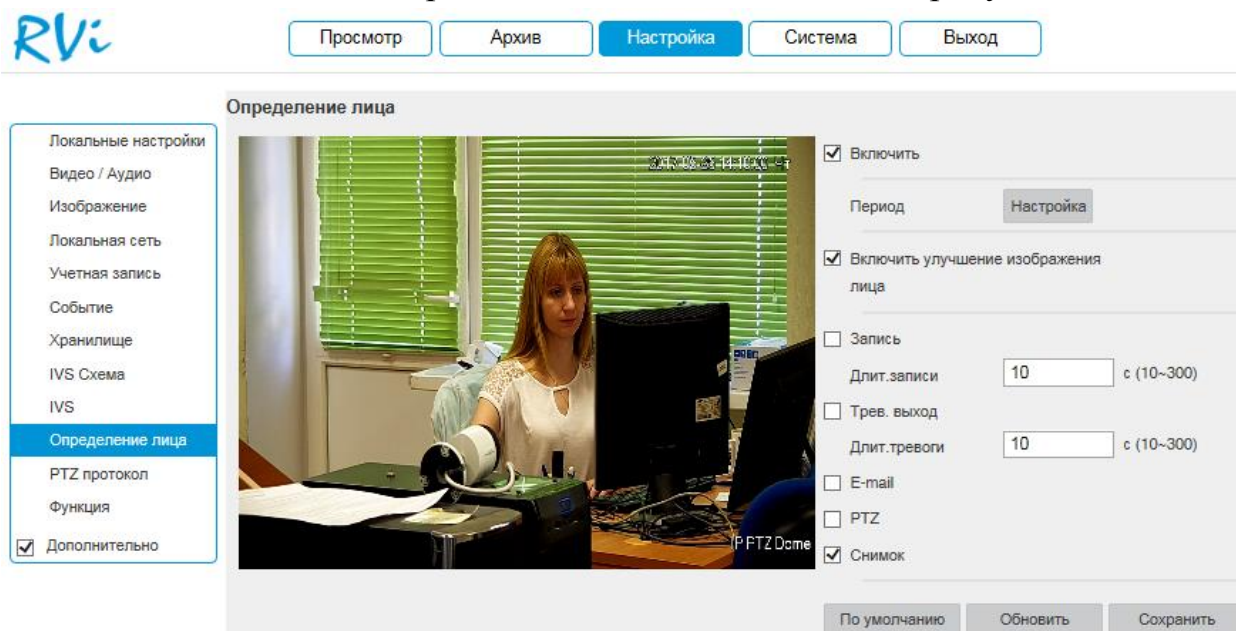 RVi
Просмотр
Архив
Настройка
Система
Выход
Определение лица
Локальные настройки
Видео / Аудио
Изображение
Локальная сеть
Учетная запись
Событие
Хранилище
IVS Схема
IVS
Определение лица
PTZ протокол
Функция
Дополнительно
Включить
Период
Настройка
Включить улучшение изображения
лица
Запись
Длит.записи
10
с (10~300)
Трев. выход
Длит.тревоги
10
с (10~300)
E-mail
PTZ
Снимок
IP PTZ Dome
По умолчанию
Обновить
Сохранить